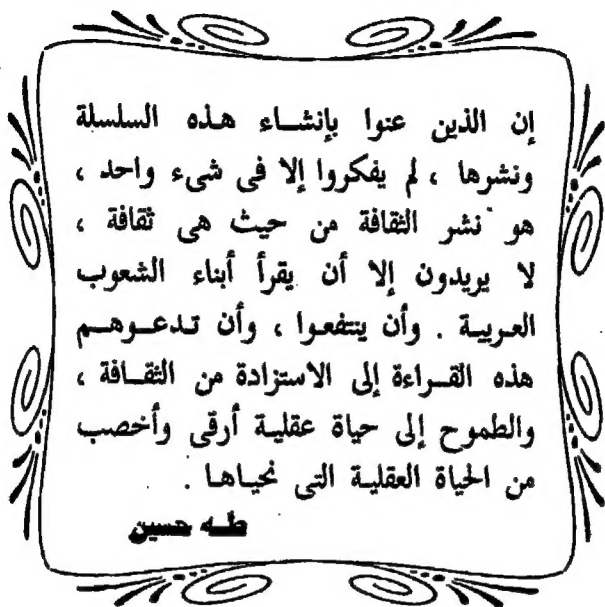 إن الذين عنوا بإنشاء هذه السلسلة
ونشرها ، لم يفكروا إلا فى شىء واحد ،
هو نشر الثقافة من حيث هى ثقافة ،
لا يريدون إلا أن يقرأ أبناء الشعوب
العربية . وأن ينتفعوا ، وأن تدعوهم
هذه القراءة إلى الاستزادة من الثقافة ،
والطموح إلى حياة عقلية أرقى وأخصب
من الحياة العقلية التى نحياها .
طه حسين